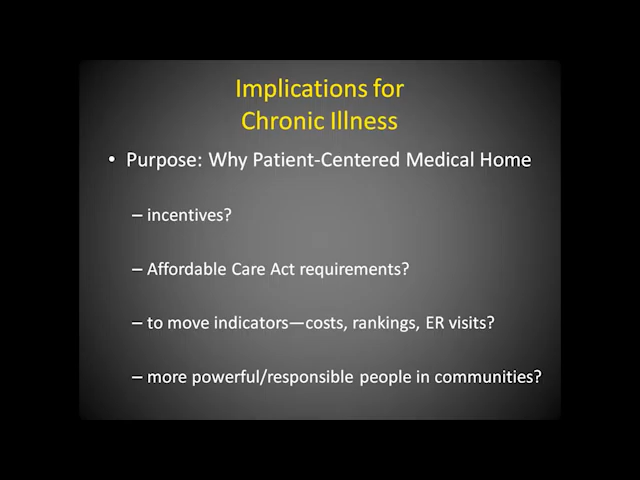 Implications for
Chronic Illness
• Purpose: Why Patient-Centered Medical Home
– incentives?
– Affordable Care Act requirements?
– to move indicators—costs, rankings, ER visits?
– more powerful/responsible people in communities?